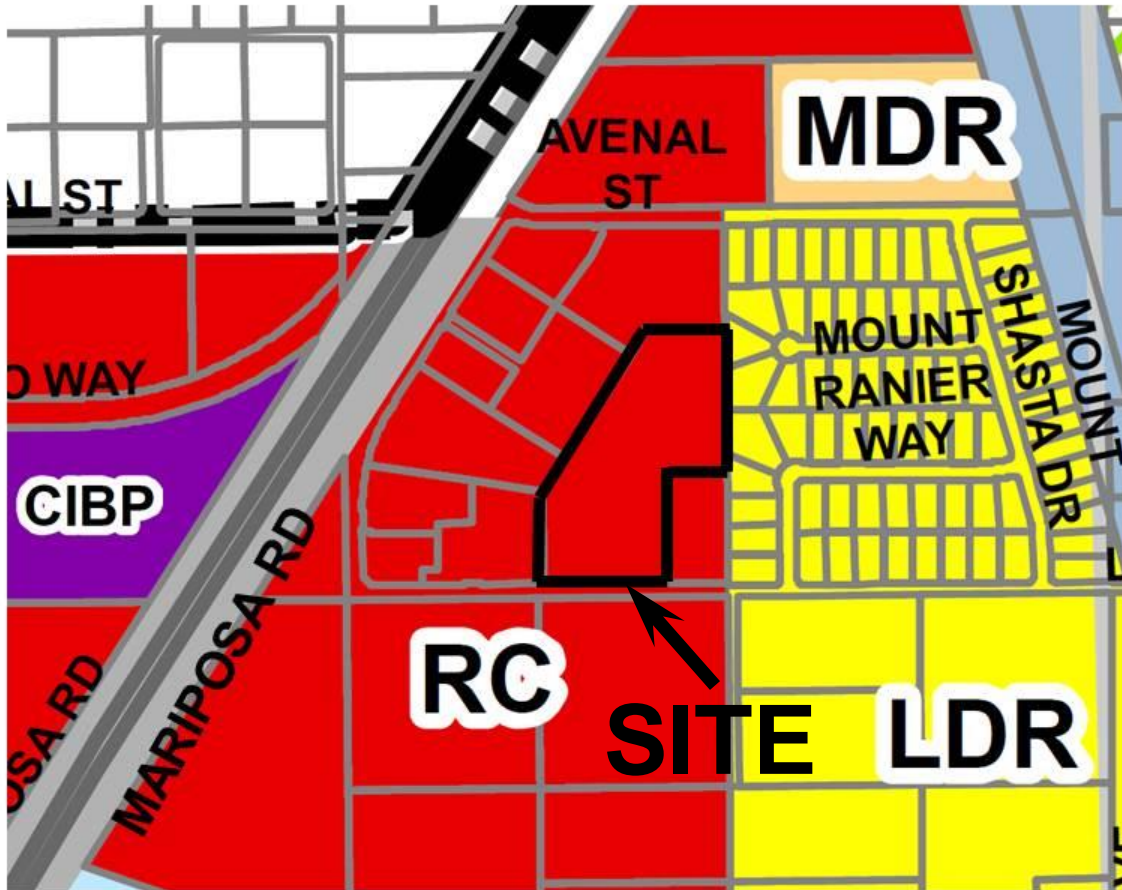 MDR
AVENAL
ST
AL ST
SHASTA DR
MOUNT
MOUNT
RANIER
WAY
O WAY
CIBP
MARIPOSA RD
RC
OSA RD
SITE
LDR